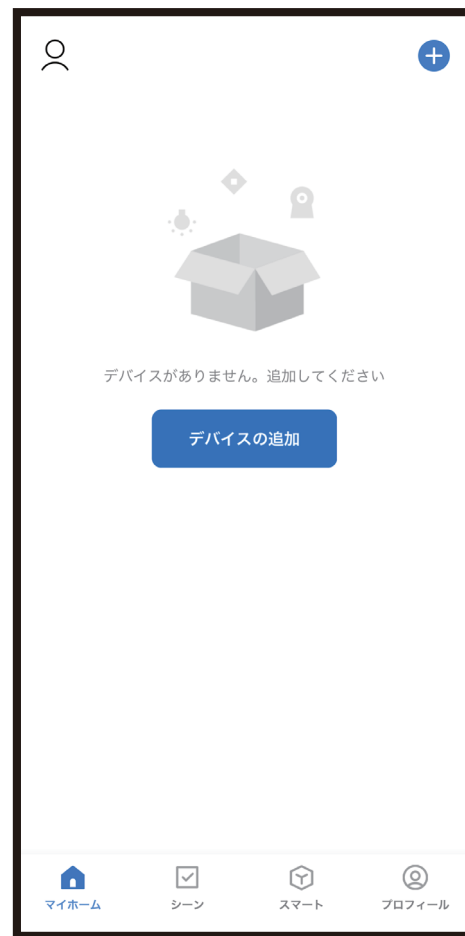 デバイスがありません。追加してください
デバイスの追加
マイホーム
シーン
スマート
プロフィール